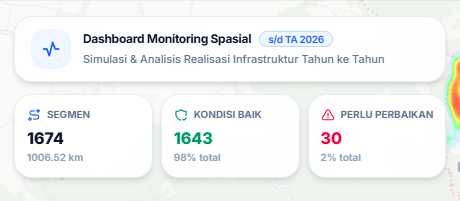 Dashboard Monitoring Spasial s/d TA 2026
Simulasi & Analisis Realisasi Infrastruktur Tahun ke Tahun
SEGMEN
1674
1006.52 km
KONDISI BAIK
1643
98% total
PERLU PERBAIKAN
30
2% total